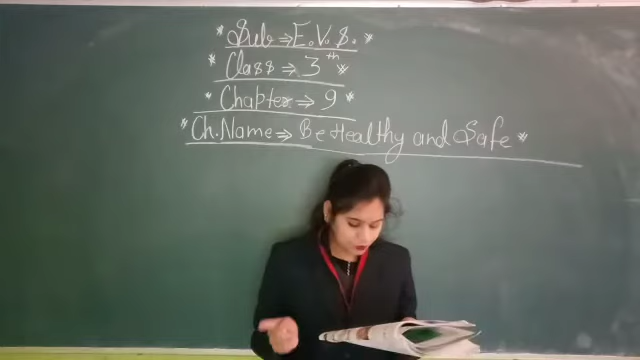 * Sub ⇒ E.V.S. *
* Class ⇒ 3th *
* Chapter ⇒ 9 *
* Ch. Name ⇒ Be Healthy and Safe *